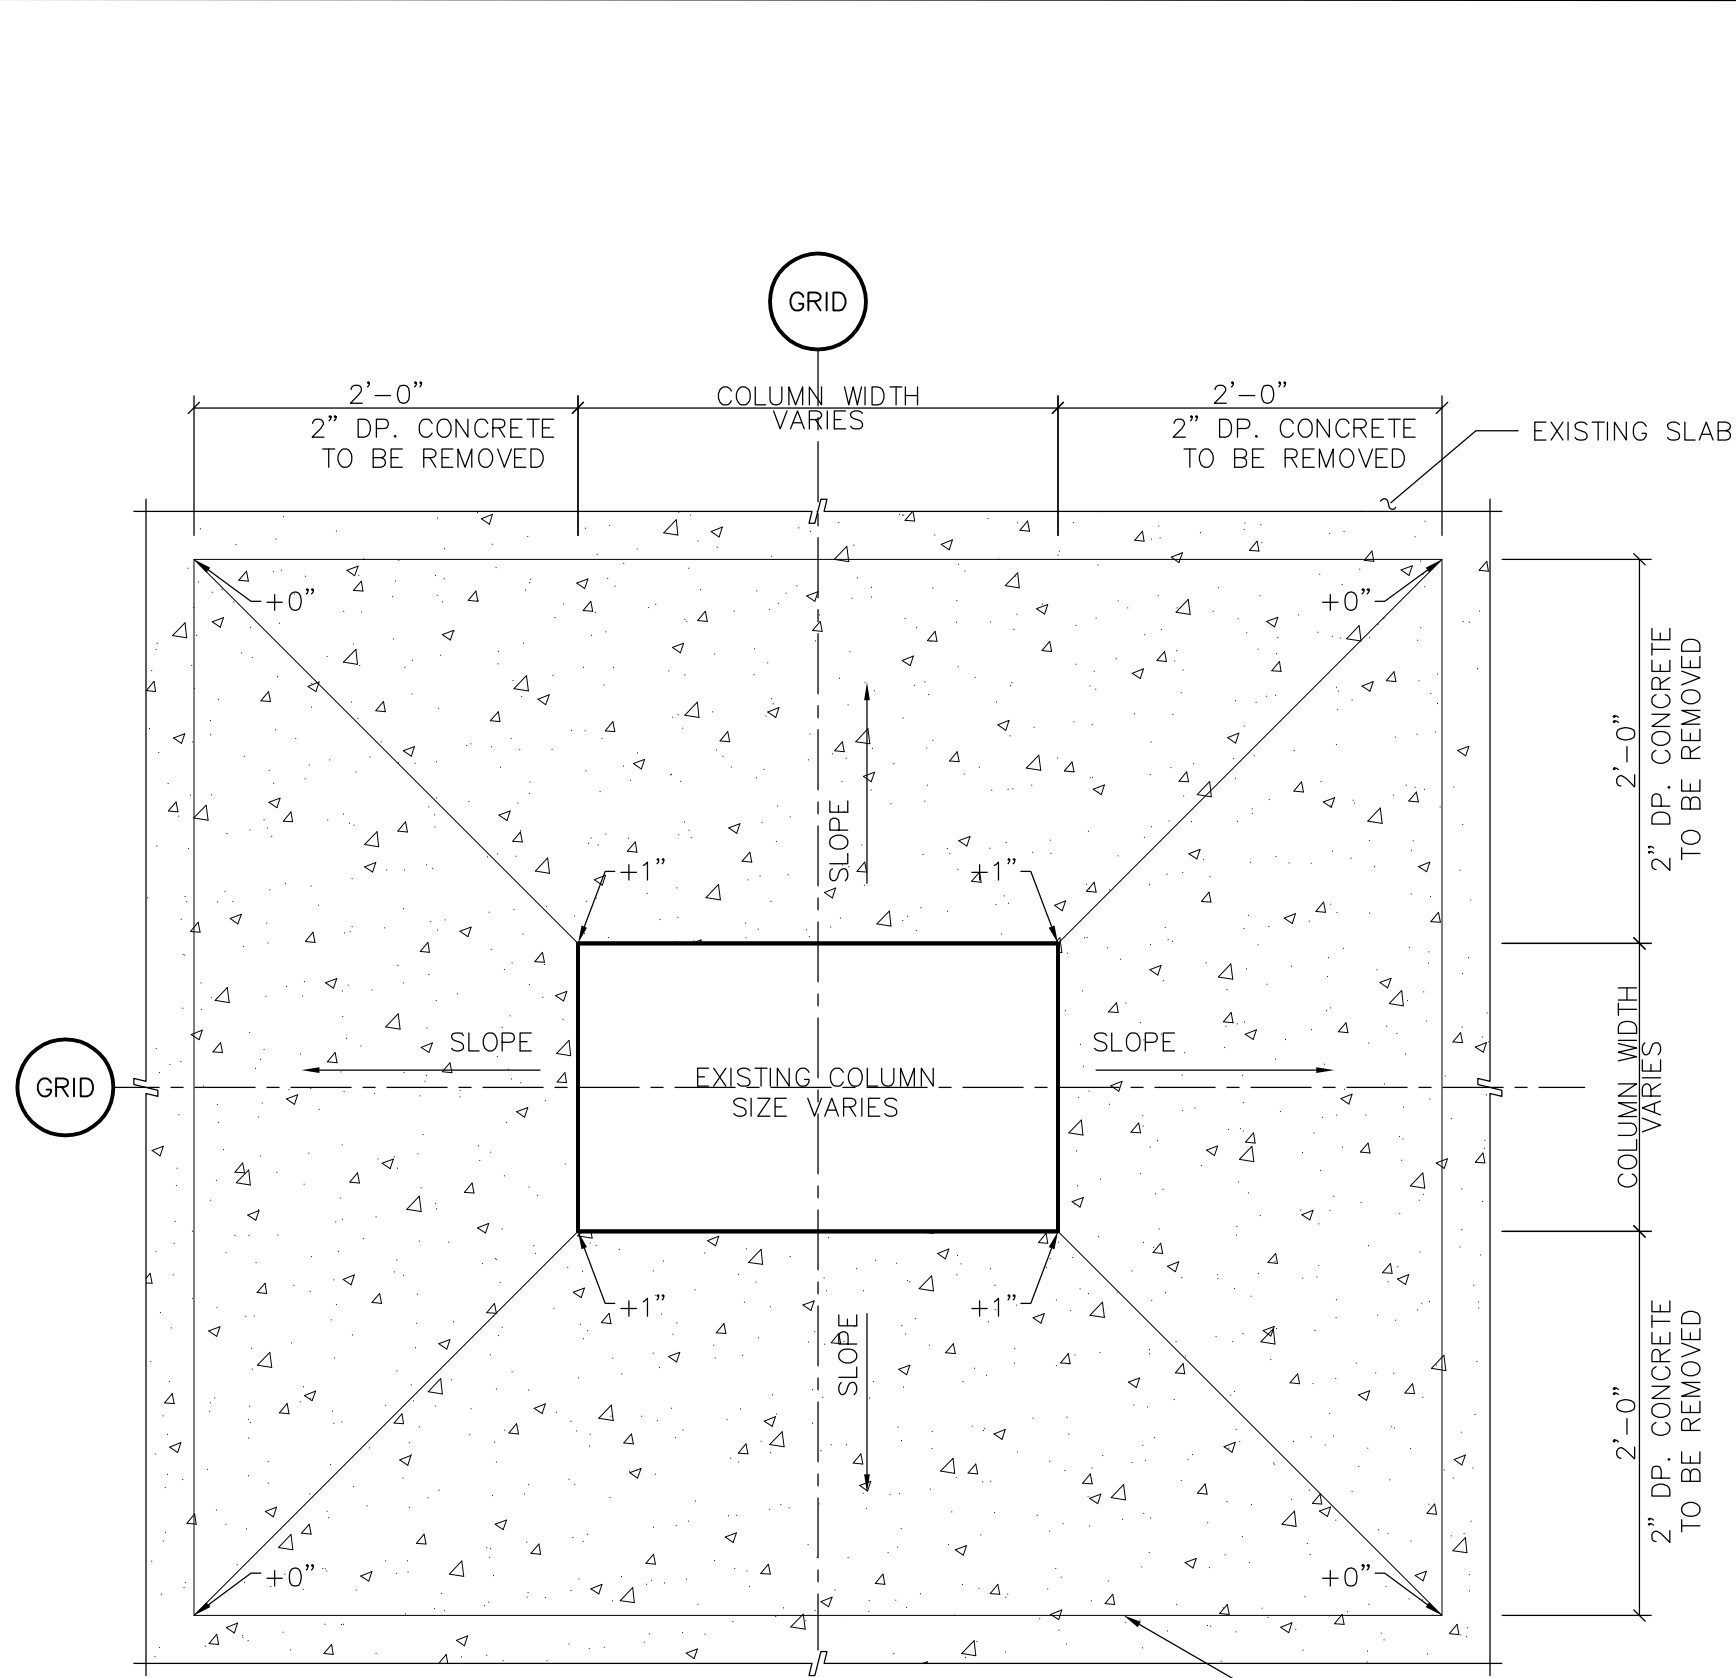 GRID
2'-0"
COLUMN WIDTH
VARIES
2'-0"
2" DP. CONCRETE
TO BE REMOVED
2" DP. CONCRETE
TO BE REMOVED
EXISTING SLAB
+0"
+0"
2'-0"
2" DP. CONCRETE
TO BE REMOVED
SLOPE
+1"
+1"
GRID
SLOPE
EXISTING COLUMN
SIZE VARIES
SLOPE
COLUMN WIDTH
VARIES
+1"
+1"
SLOPE
2'-0"
2" DP. CONCRETE
TO BE REMOVED
+0"
+0"